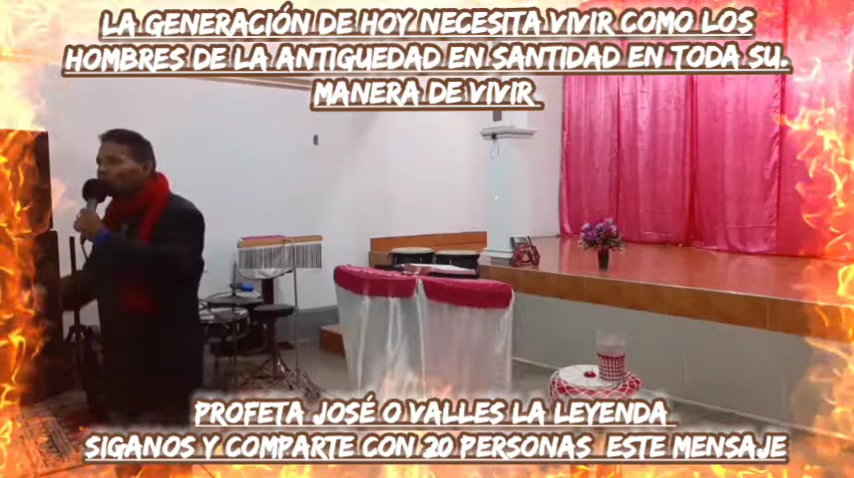 LA GENERACIÓN DE HOY NECESITA VIVIR COMO LOS
HOMBRES DE LA ANTIGUEDAD EN SANTIDAD EN TODA SU.
MANERA DE VIVIR
PROFETA JOSÉ O VALLES LA LEYENDA
SIGANOS Y COMPARTE CON 20 PERSONAS ESTE MENSAJE